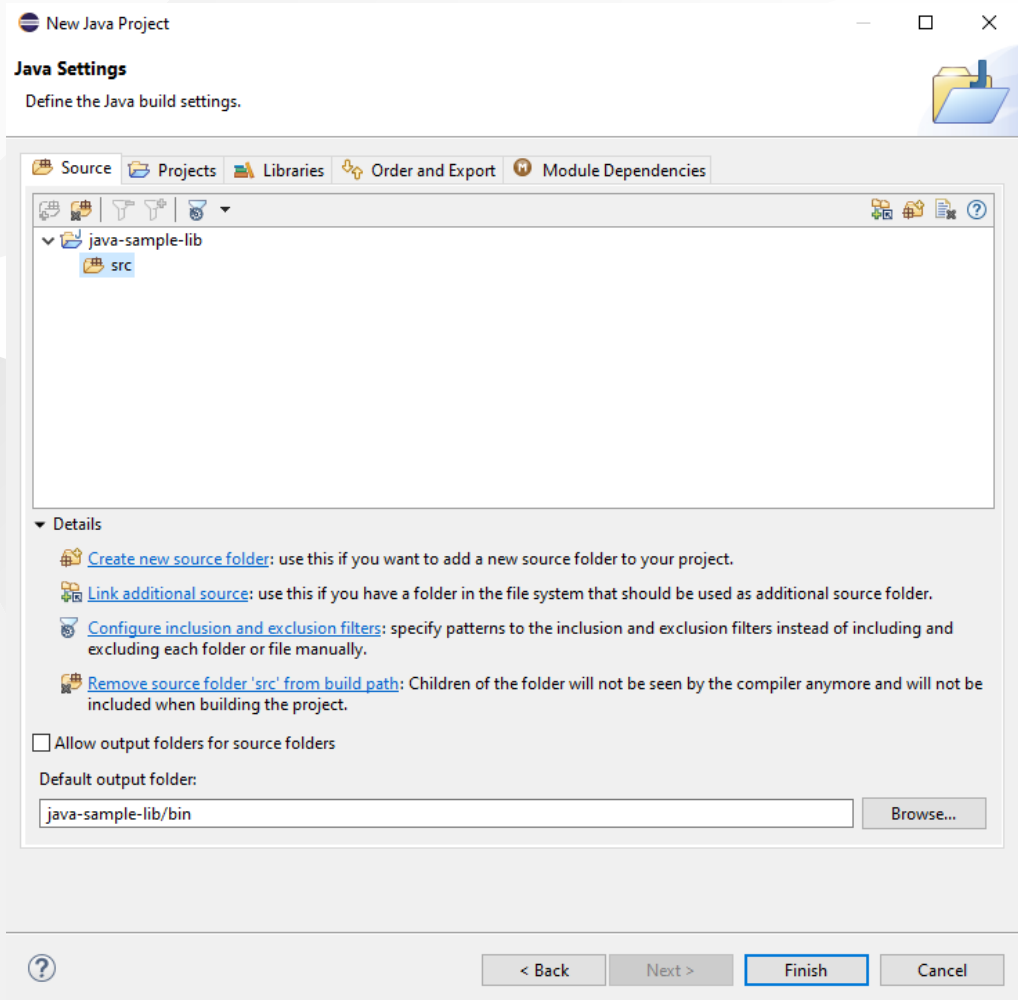 New Java Project
Java Settings
Define the Java build settings.
Source Projects Libraries Order and Export Module Dependencies
java-sample-lib
src
Details
Create new source folder: use this if you want to add a new source folder to your project.
Link additional source: use this if you have a folder in the file system that should be used as additional source folder.
Configure inclusion and exclusion filters: specify patterns to the inclusion and exclusion filters instead of including and
excluding each folder or file manually.
Remove source folder 'src' from build path: Children of the folder will not be seen by the compiler anymore and will not be
included when building the project.
Allow output folders for source folders
Default output folder:
java-sample-lib/bin Browse...
< Back Next > Finish Cancel